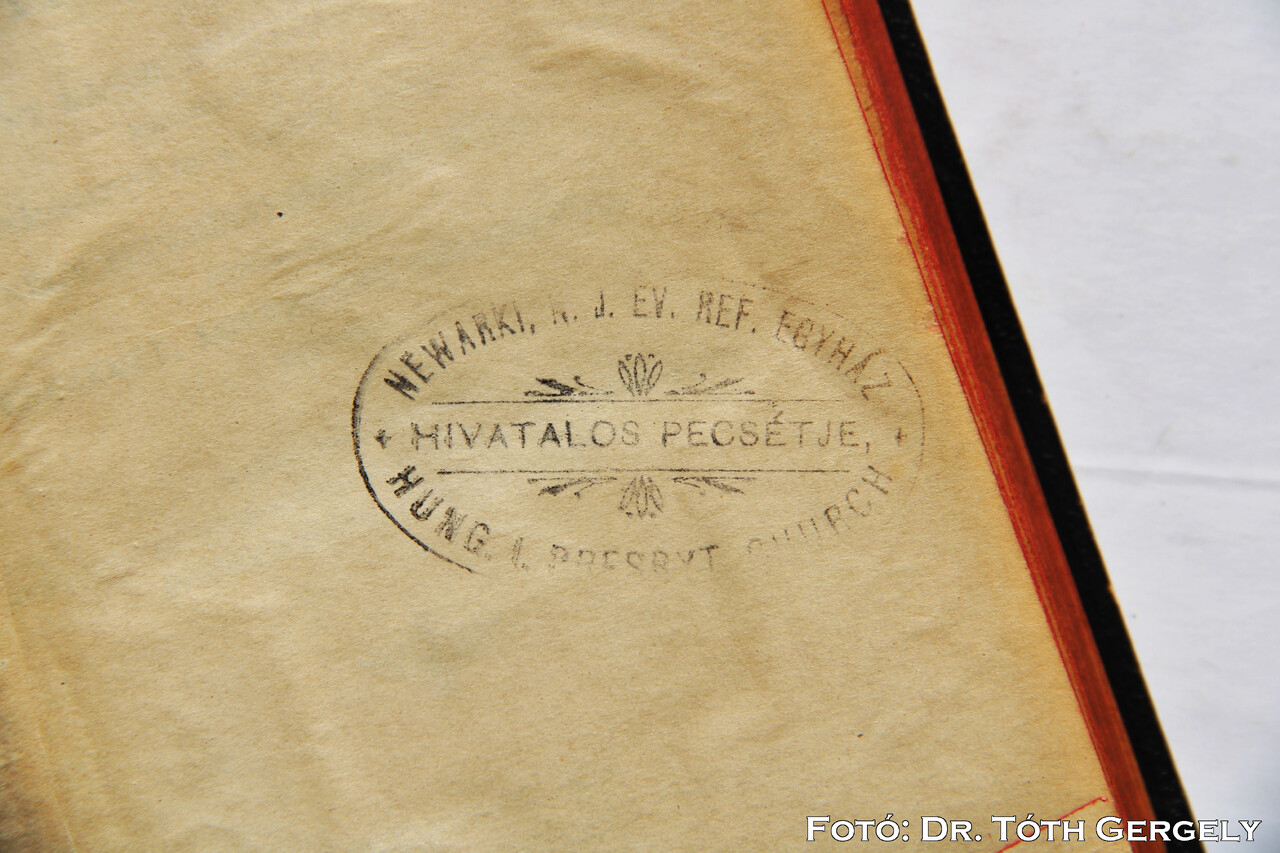 NEWARKI, N. J. EV. REF. EGYHÁZ
HIVATALOS PECSÉTJE,
HUNG. I. PRESBYT. CHURCH
FOTÓ: DR. TÓTH GERGELY